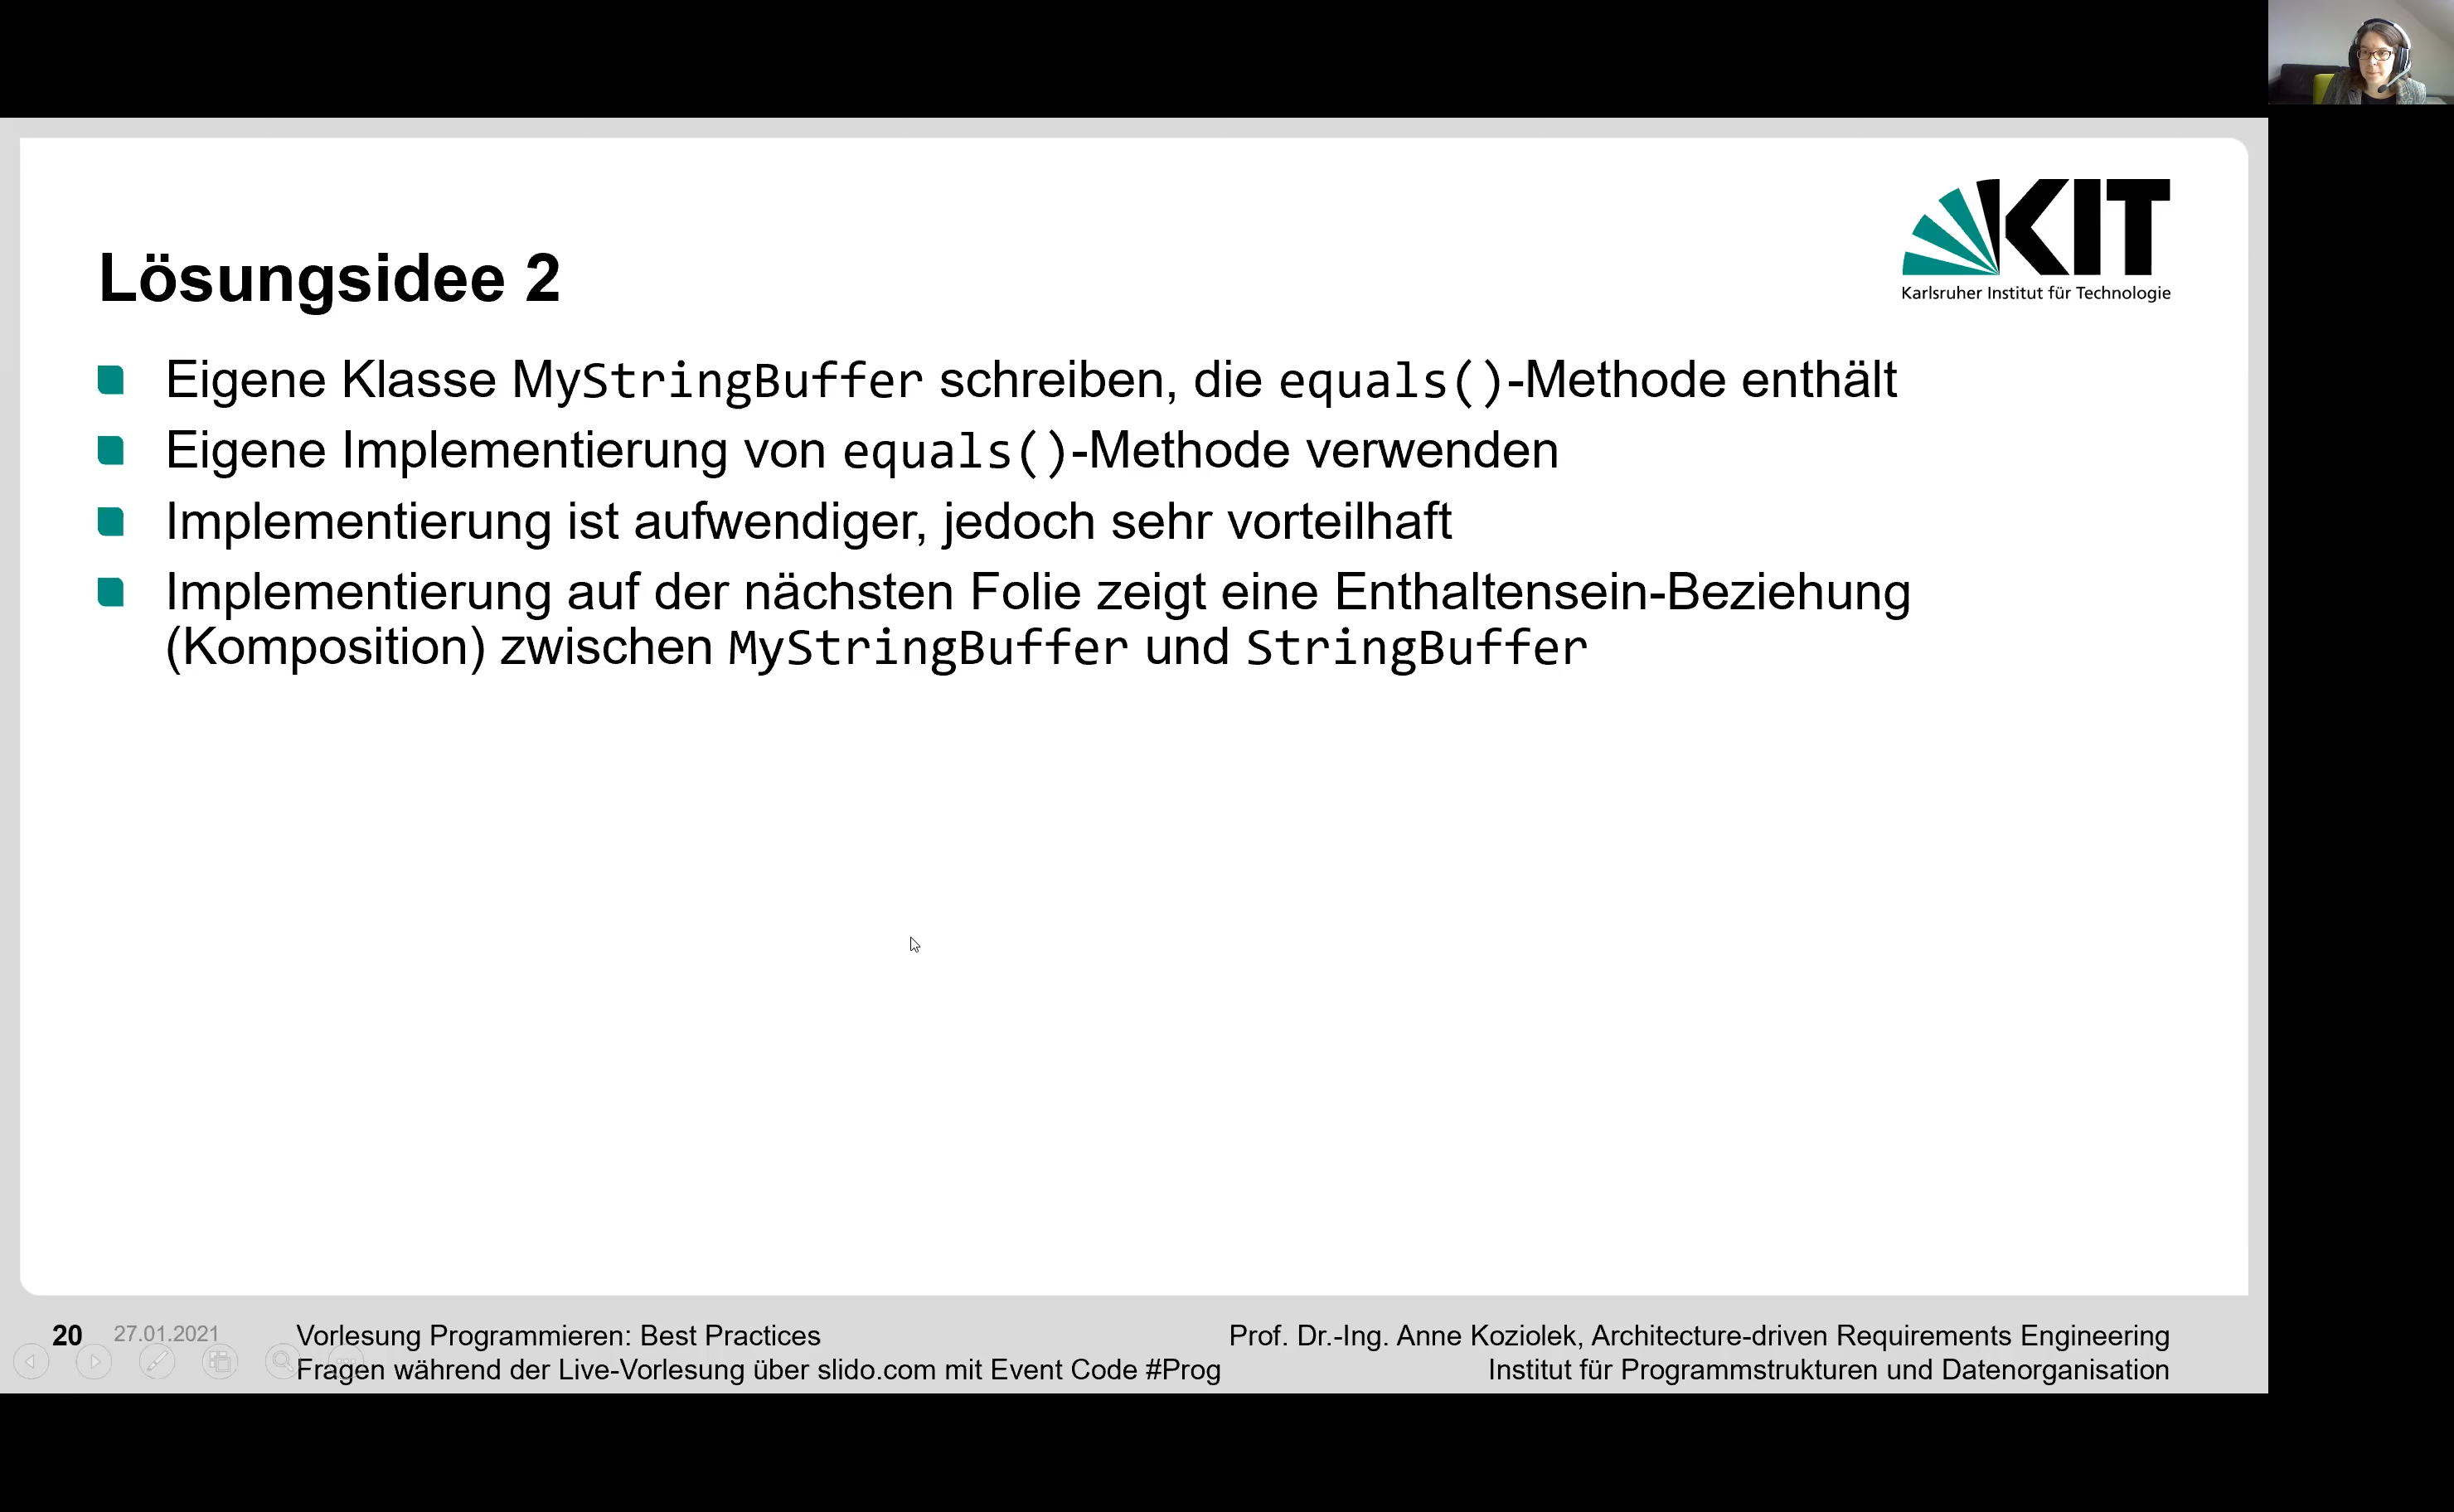 KIT
Karlsruher Institut für Technologie
Lösungsidee 2
Eigene Klasse MyStringBuffer schreiben, die equals()-Methode enthält
Eigene Implementierung von equals()-Methode verwenden
Implementierung ist aufwendiger, jedoch sehr vorteilhaft
Implementierung auf der nächsten Folie zeigt eine Enthaltensein-Beziehung
(Komposition) zwischen MyStringBuffer und StringBuffer
20 27.01.2021
Vorlesung Programmieren: Best Practices
Fragen während der Live-Vorlesung über slido.com mit Event Code #Prog
Prof. Dr.-Ing. Anne Koziolek, Architecture-driven Requirements Engineering
Institut für Programmstrukturen und Datenorganisation